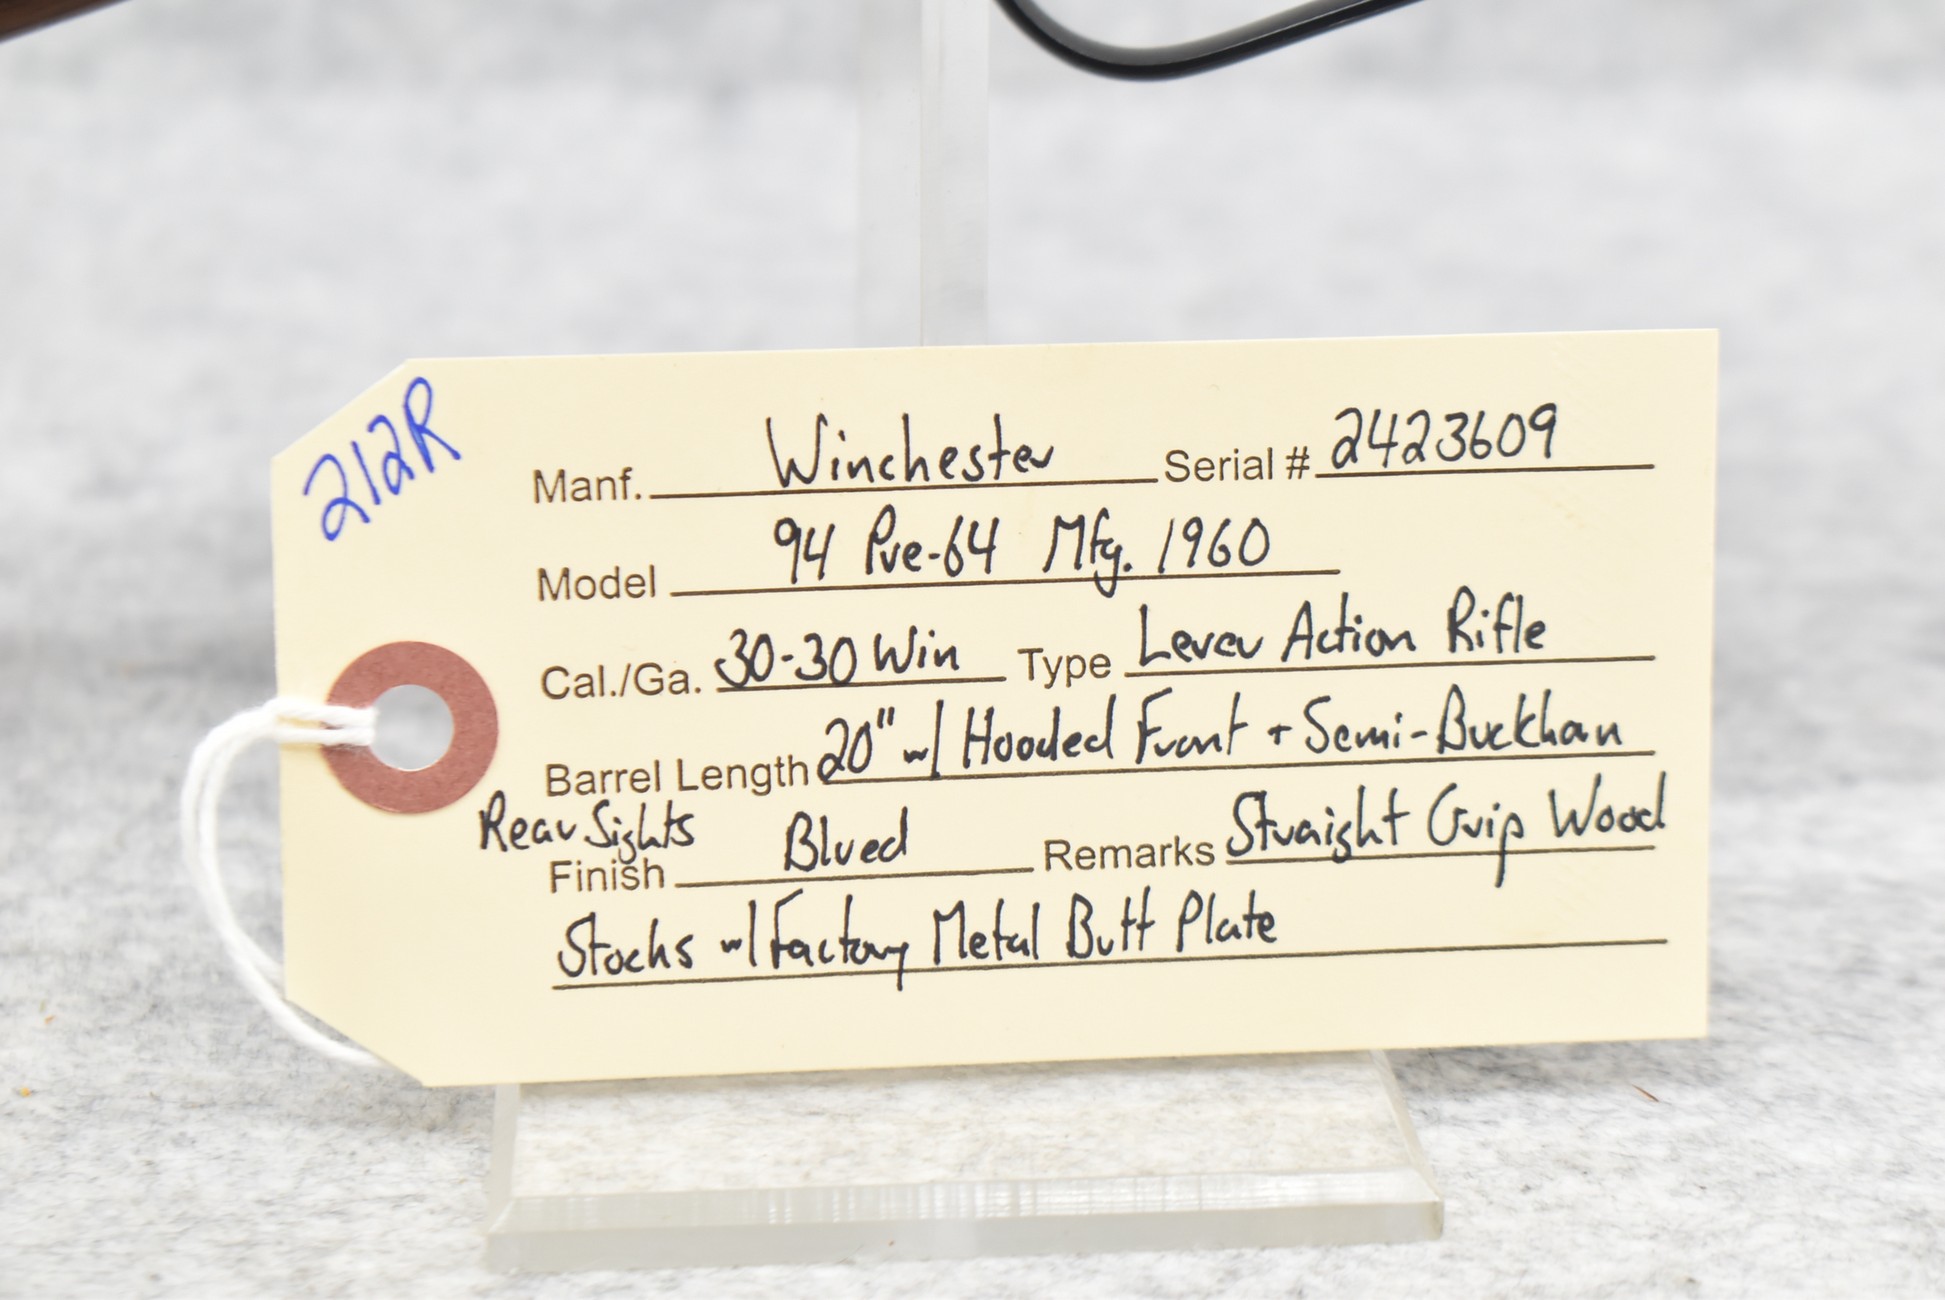 212R
Manf. Winchester Serial # 2423609
Model 94 Pre-64 Mfg. 1960
Cal./Ga. 30-30 Win Type Lever Action Rifle
Barrel Length 20" w/ Hooded Front + Semi-Buckhan
Rear Sights
Finish Blued Remarks Straight Grip Wood
Stocks w/ Factory Metal Butt Plate